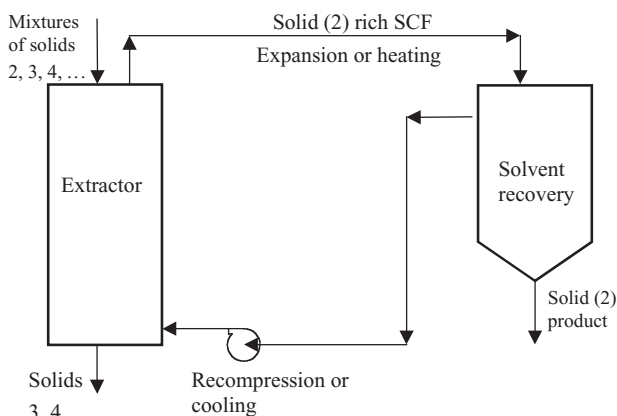 Mixtures
of solids
2, 3, 4, …
Solid (2) rich SCF
Expansion or heating
Extractor
Solvent
recovery
Solid (2)
product
Recompression or
cooling
Solids
3, 4